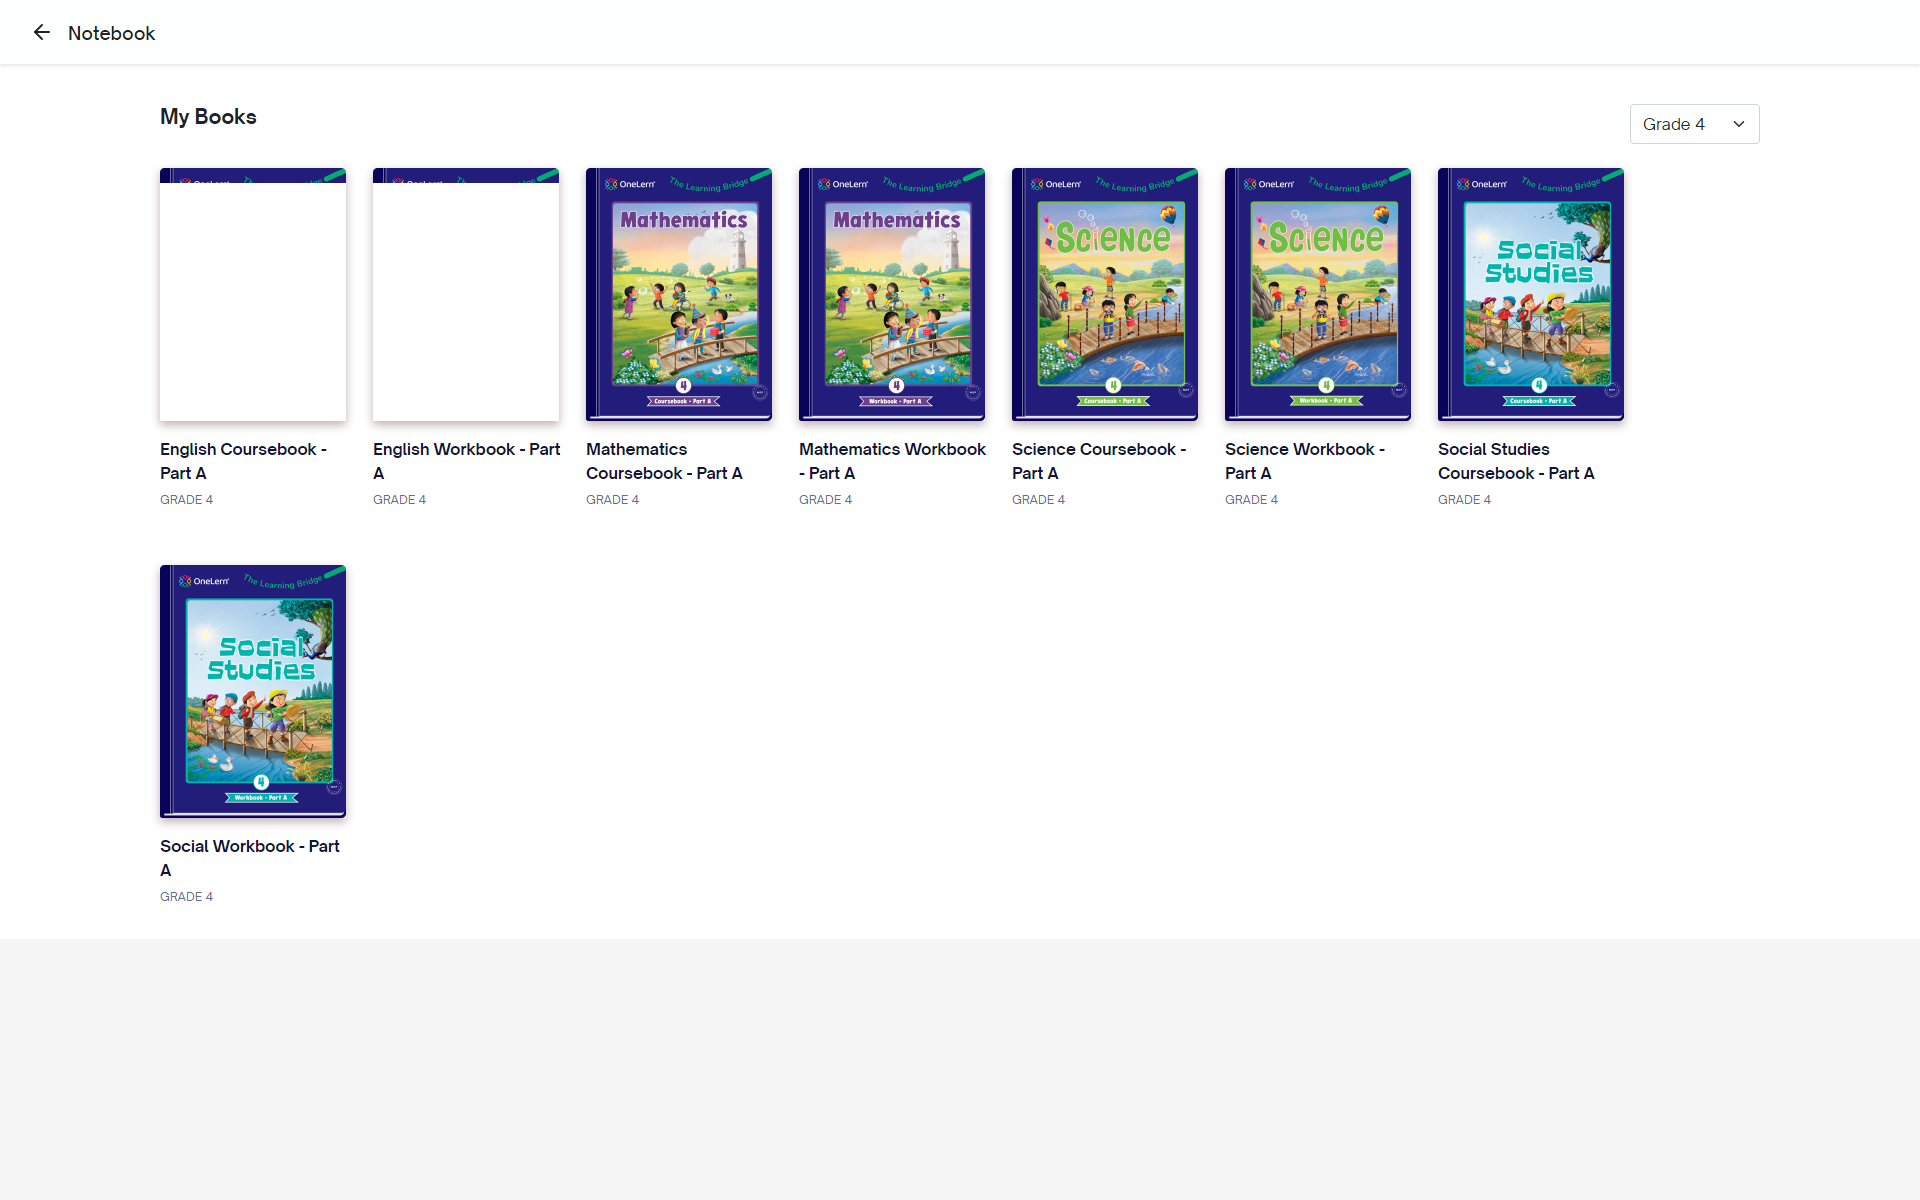 Notebook
My Books
Grade 4
OneLern
The Learning Bridge
Mathematics
4
Coursebook - Part A
OneLern
The Learning Bridge
Mathematics
4
Workbook - Part A
OneLern
The Learning Bridge
Science
4
Coursebook - Part A
OneLern
The Learning Bridge
Science
4
Workbook - Part A
OneLern
The Learning Bridge
Social
Studies
4
Coursebook - Part A
English Coursebook -
Part A
GRADE 4
English Workbook - Part
A
GRADE 4
Mathematics
Coursebook - Part A
GRADE 4
Mathematics Workbook
- Part A
GRADE 4
Science Coursebook -
Part A
GRADE 4
Science Workbook -
Part A
GRADE 4
Social Studies
Coursebook - Part A
GRADE 4
OneLern
The Learning Bridge
Social
Studies
4
Workbook - Part A
Social Workbook - Part
A
GRADE 4